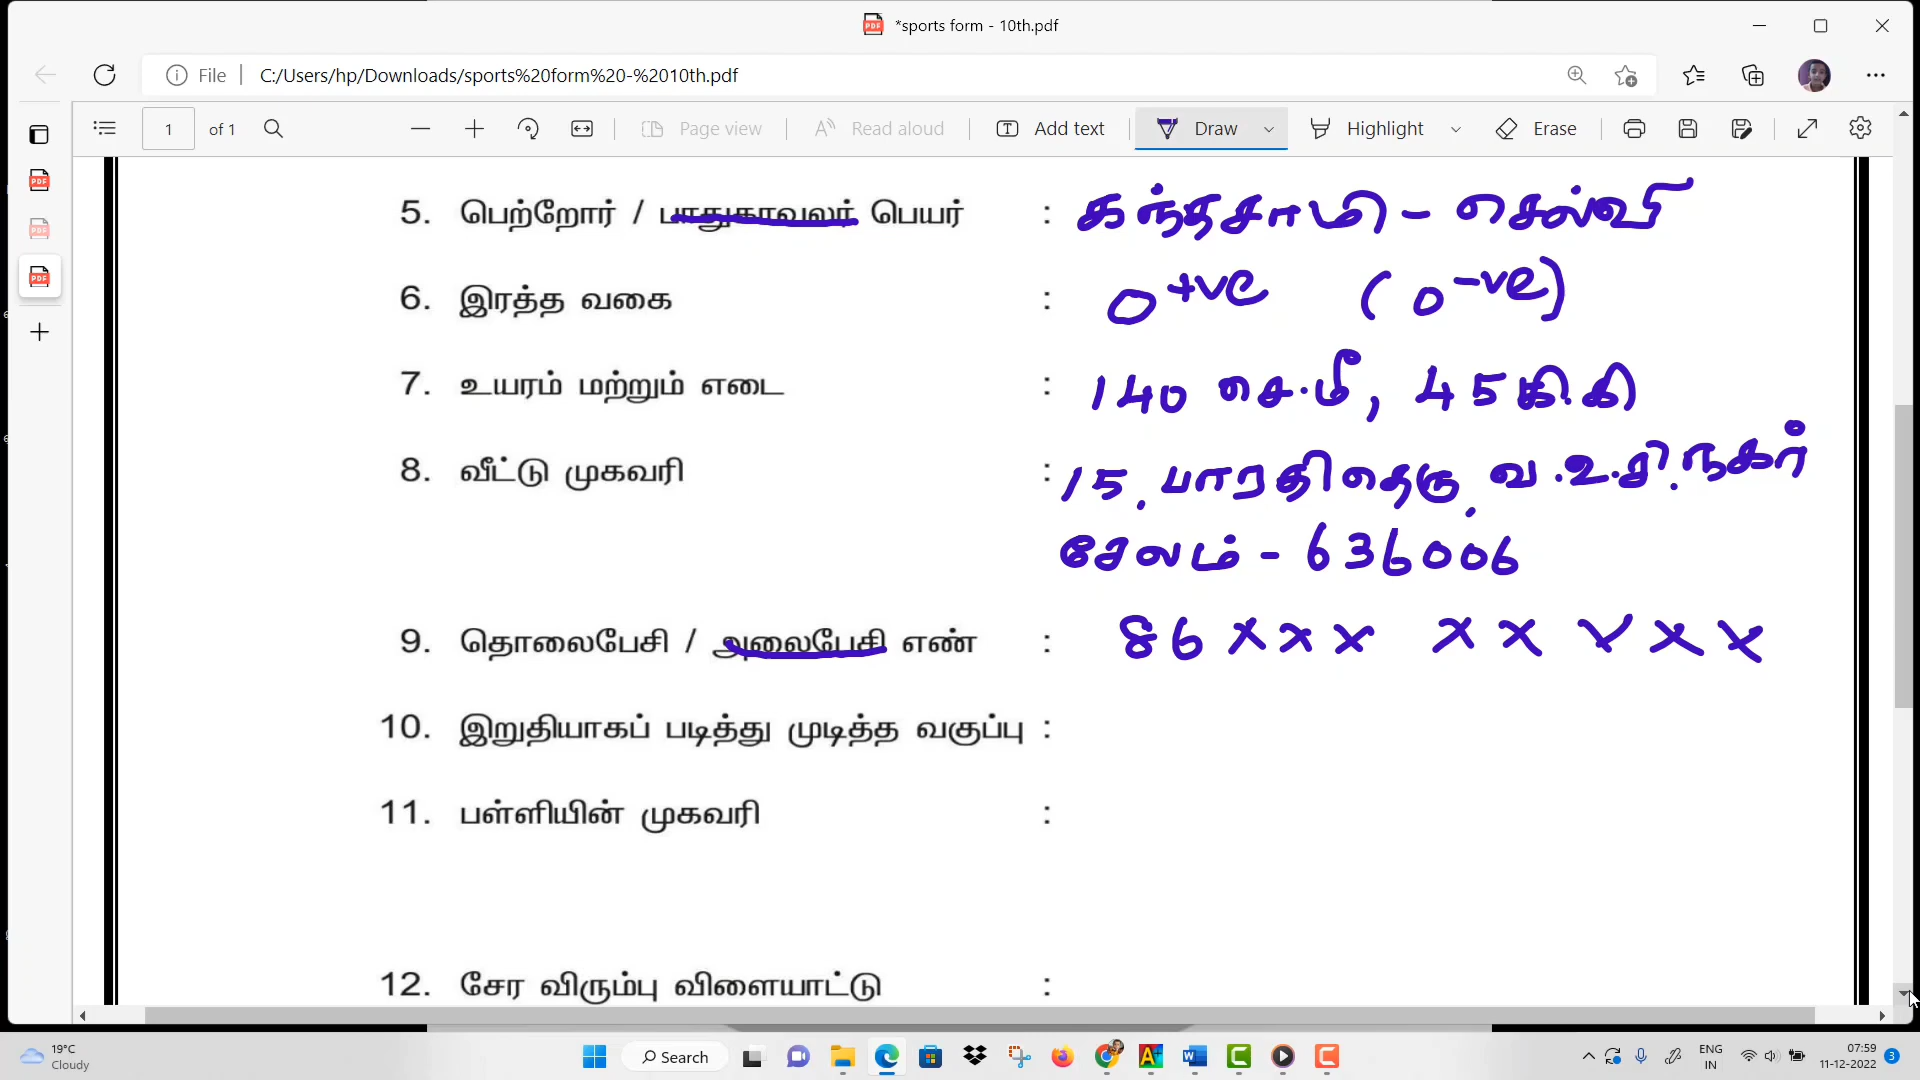 *sports form - 10th.pdf
File | C:/Users/hp/Downloads/sports%20form%20-%2010th.pdf
1 of 1 Page view Read aloud Add text Draw Highlight Erase
5. பெற்றோர் / பாதுகாவலர் பெயர் : கந்தசாமி - செல்வி
6. இரத்த வகை : O +ve (O -ve)
7. உயரம் மற்றும் எடை : 140 செ.மீ, 45 கி.கி
8. வீட்டு முகவரி : 15, பாரதி தெரு, வ.உ.சி. நகர்
சேலம் - 636006
9. தொலைபேசி / அலைபேசி எண் : 86xxx xxxxx
10. இறுதியாகப் படித்து முடித்த வகுப்பு :
11. பள்ளியின் முகவரி :
12. சேர விரும்பு விளையாட்டு :
19°C
Cloudy
Search
ENG
IN
07:59
11-12-2022
3